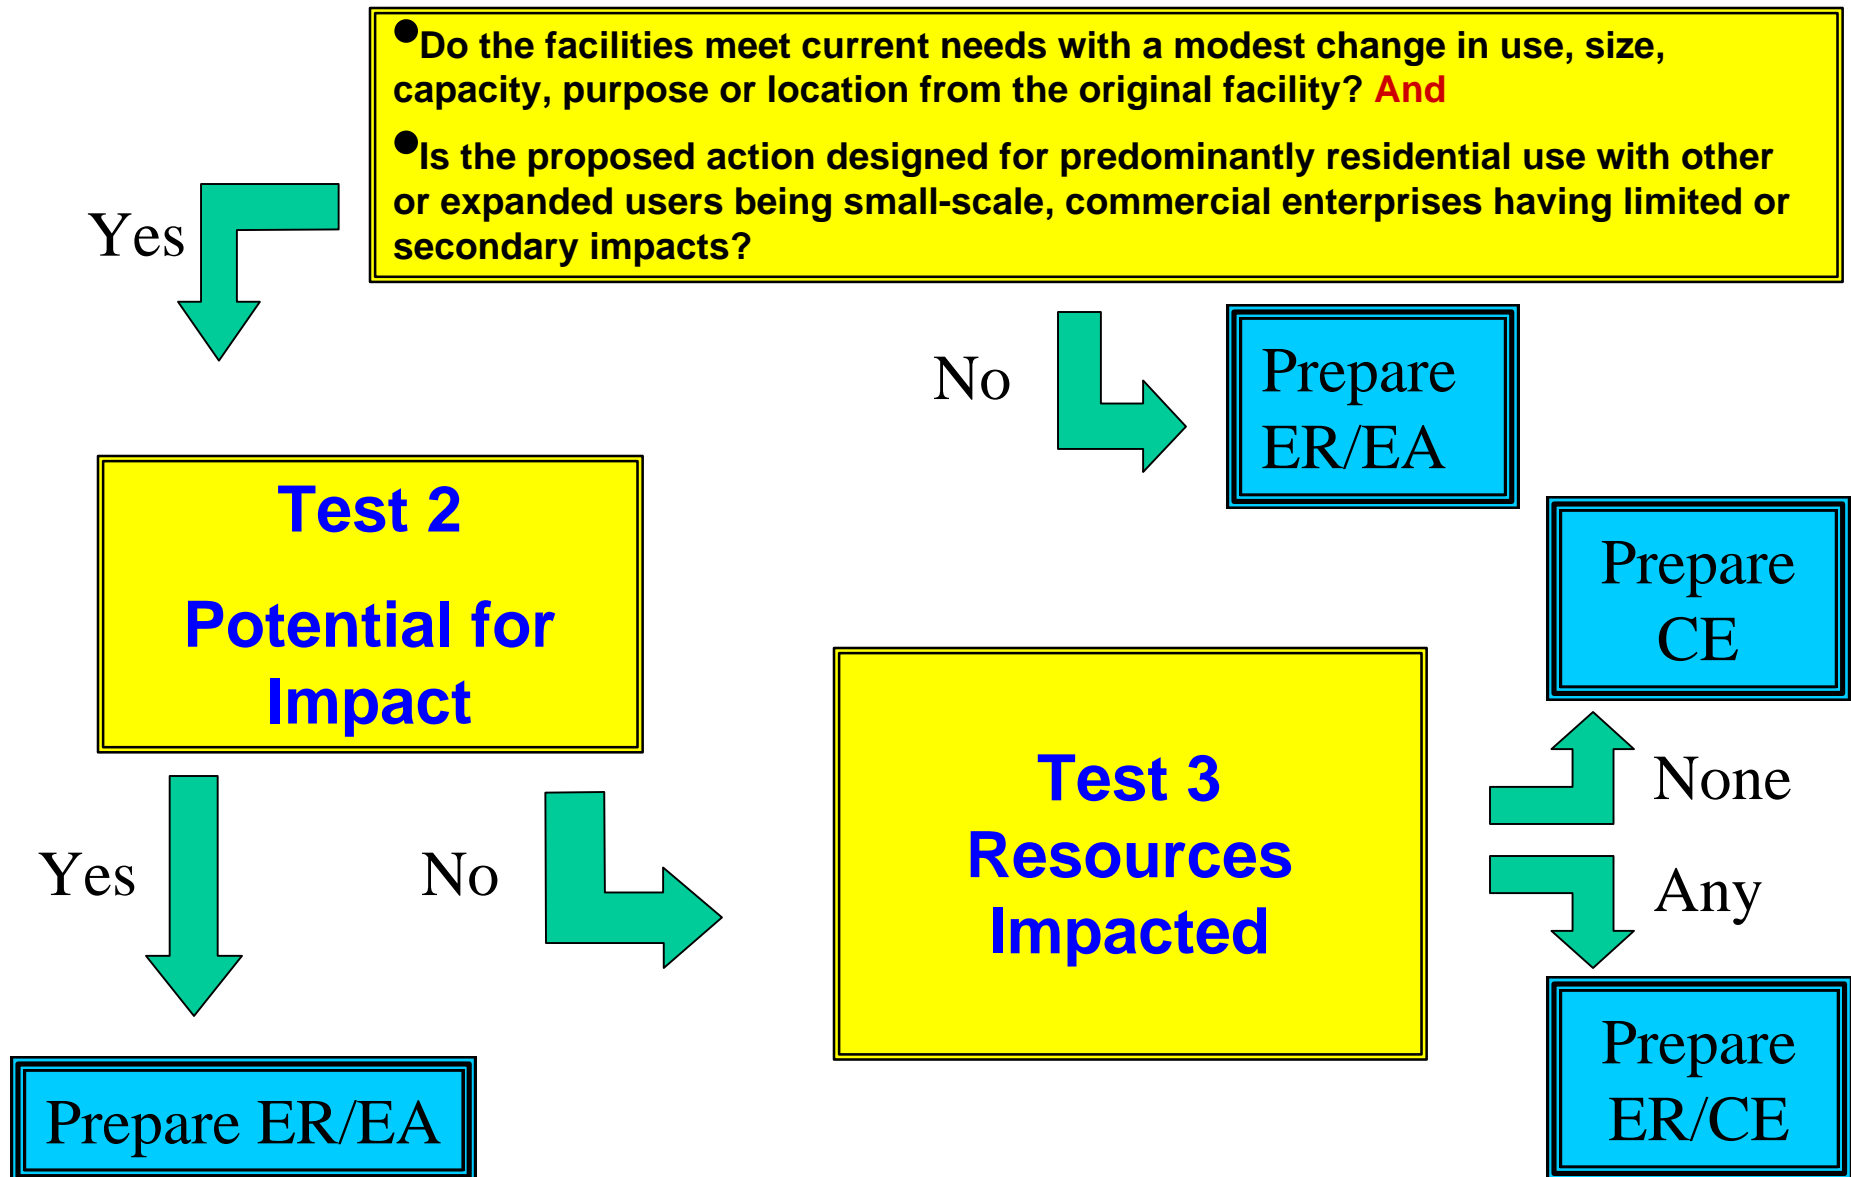 •Do the facilities meet current needs with a modest change in use, size,
capacity, purpose or location from the original facility? And
•Is the proposed action designed for predominantly residential use with other
or expanded users being small-scale, commercial enterprises having limited or
secondary impacts?
Yes
No
Prepare
ER/EA
Test 2
Potential for
Impact
Yes
No
Test 3
Resources
Impacted
Prepare
CE
None
Any
Prepare
ER/CE
Prepare ER/EA